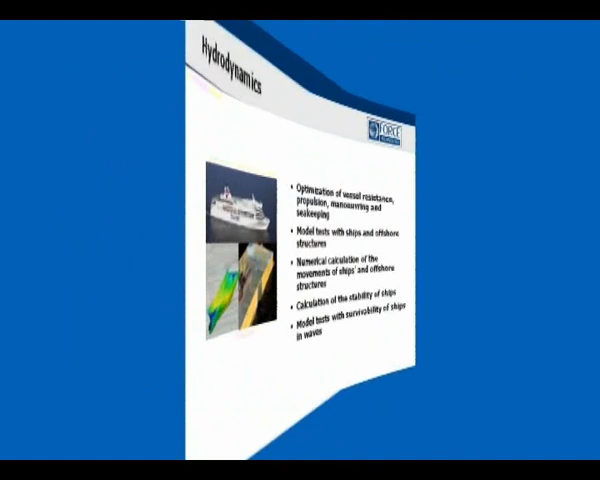 Hydrodynamics
FORCE
• Optimization of vessel resistance,
propulsion, manoeuvring and
seakeeping
• Model tests with ships and offshore
structures
• Numerical calculation of the
movements of ships' and offshore
structures
• Calculation of the stability of ships
• Model tests with survivability of ships
in waves